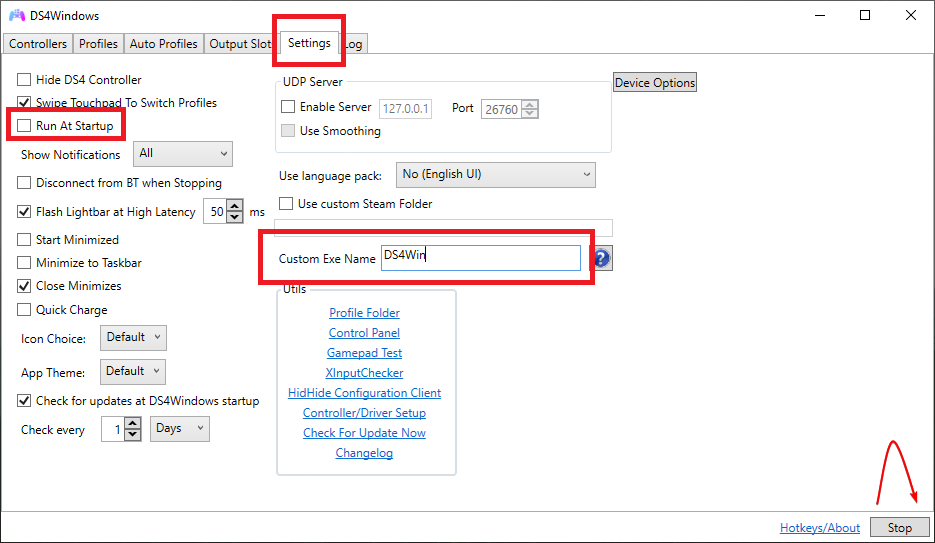 DS4Windows
Controllers Profiles Auto Profiles Output Slot Settings Log
Hide DS4 Controller
Swipe Touchpad To Switch Profiles
Run At Startup
Show Notifications All
Disconnect from BT when Stopping
Flash Lightbar at High Latency 50 ms
Start Minimized
Minimize to Taskbar
Close Minimizes
Quick Charge
Icon Choice: Default
App Theme: Default
Check for updates at DS4Windows startup
Check every 1 Days
UDP Server
Enable Server 127.0.0.1 Port 26760
Use Smoothing
Device Options
Use language pack: No (English UI)
Use custom Steam Folder
Custom Exe Name DS4Win ?
Utils
Profile Folder
Control Panel
Gamepad Test
XInputChecker
HidHide Configuration Client
Controller/Driver Setup
Check For Update Now
Changelog
Hotkeys/About Stop